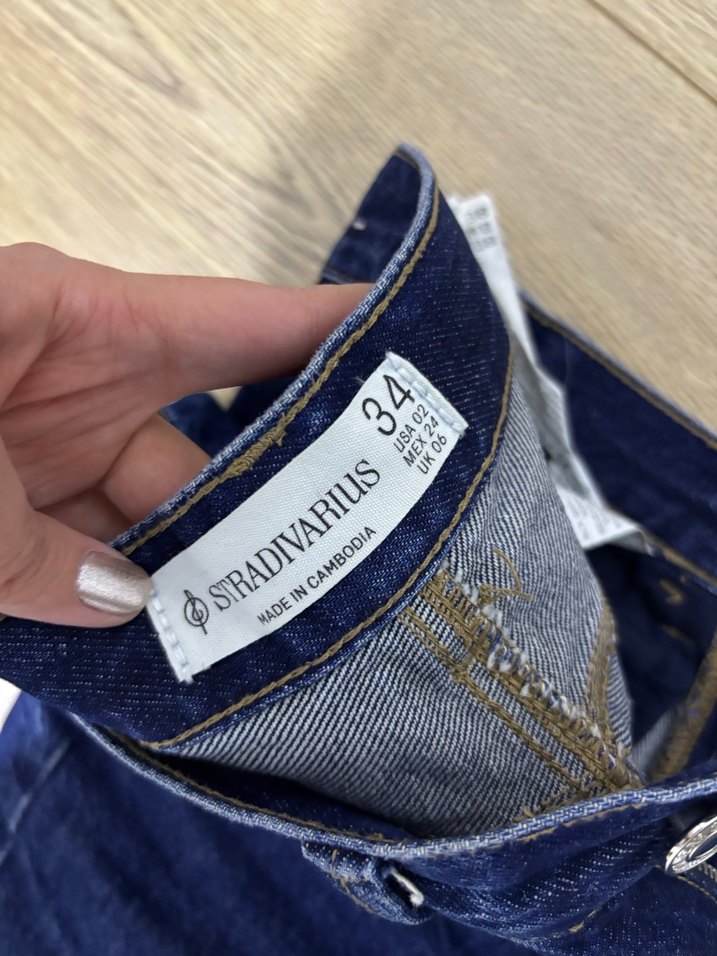 STRADIVARIUS
MADE IN CAMBODIA
34
USA 02
MEX 24
UK 06